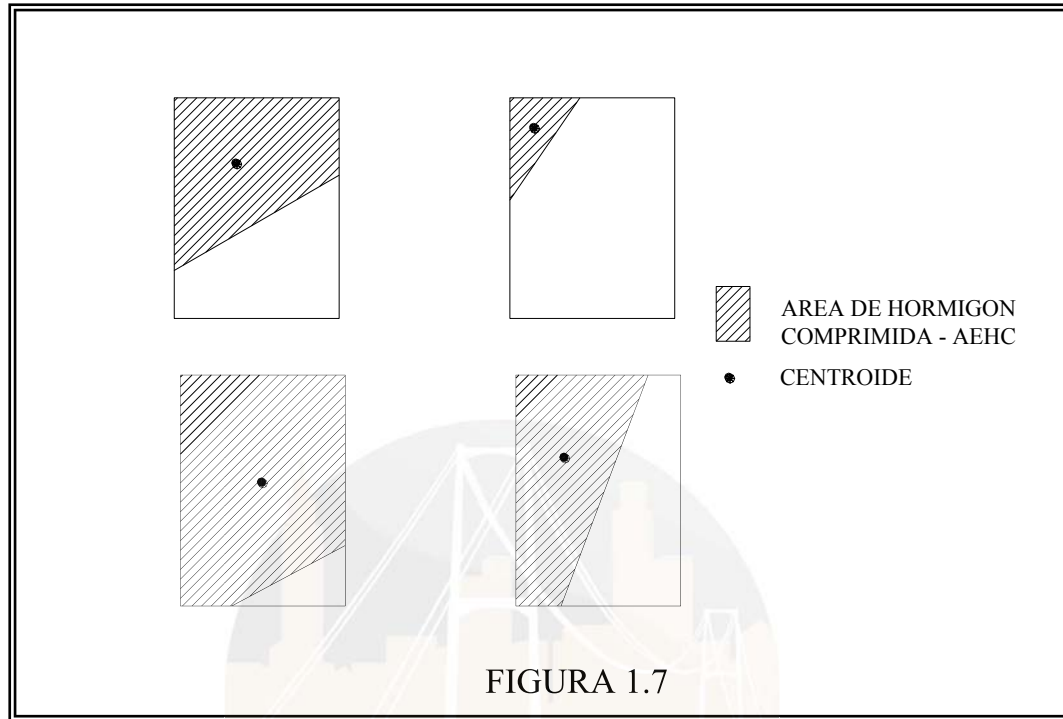 AREA DE HORMIGON
COMPRIMIDA - AEHC
CENTROIDE
FIGURA 1.7